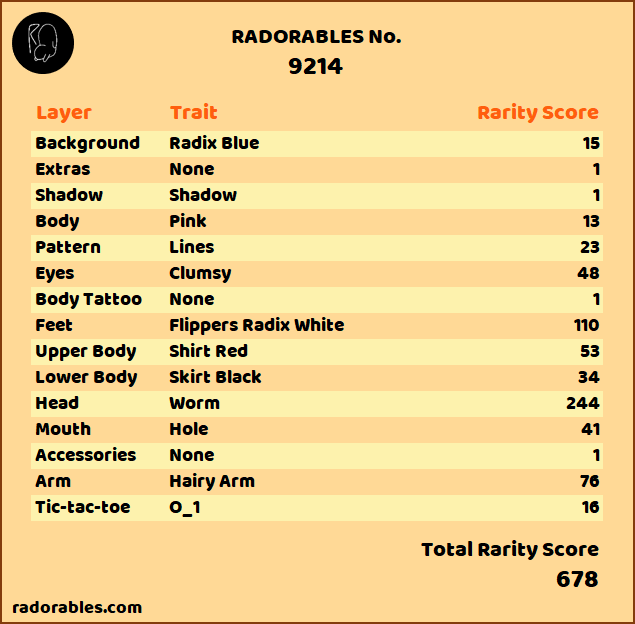 RADORABLES No.
9214
Layer Trait Rarity Score
Background Radix Blue 15
Extras None 1
Shadow Shadow 1
Body Pink 13
Pattern Lines 23
Eyes Clumsy 48
Body Tattoo None 1
Feet Flippers Radix White 110
Upper Body Shirt Red 53
Lower Body Skirt Black 34
Head Worm 244
Mouth Hole 41
Accessories None 1
Arm Hairy Arm 76
Tic-tac-toe O_1 16
Total Rarity Score
678
radorables.com